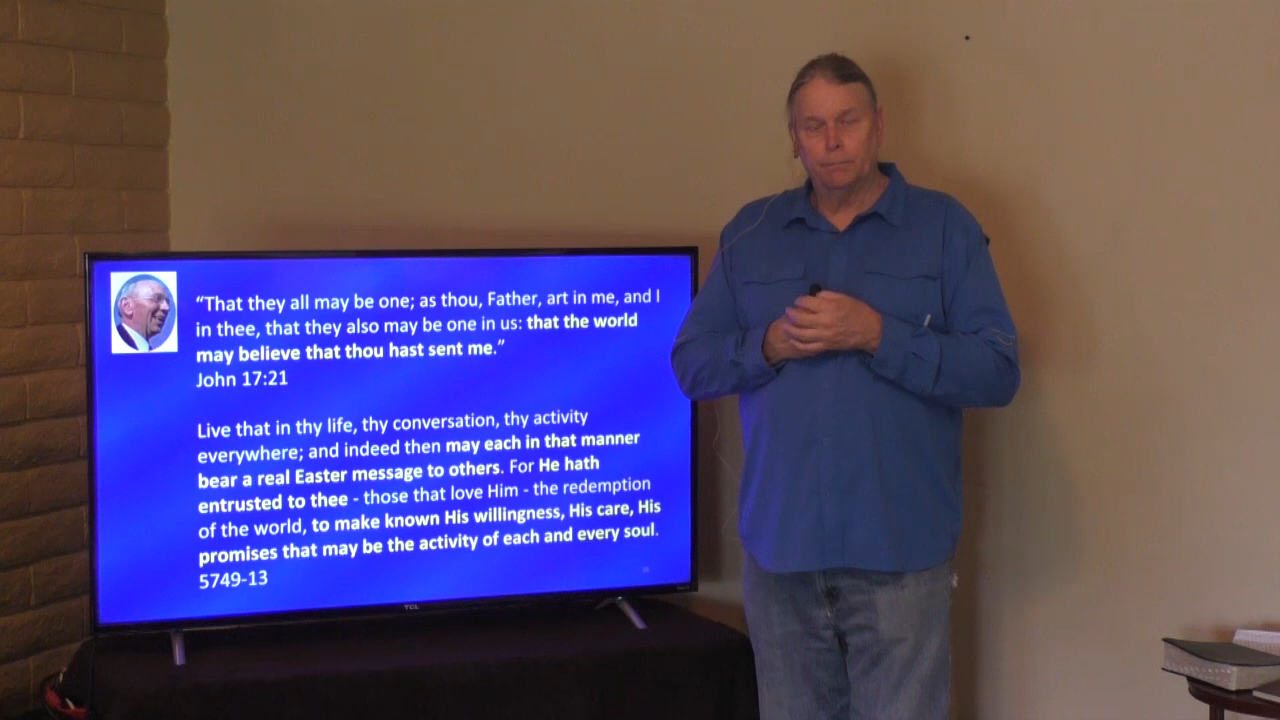 “That they all may be one; as thou, Father, art in me, and I
in thee, that they also may be one in us: that the world
may believe that thou hast sent me.”
John 17:21
Live that in thy life, thy conversation, thy activity
everywhere; and indeed then may each in that manner
bear a real Easter message to others. For He hath
entrusted to thee - those that love Him - the redemption
of the world, to make known His willingness, His care, His
promises that may be the activity of each and every soul.
5749-13
TCL